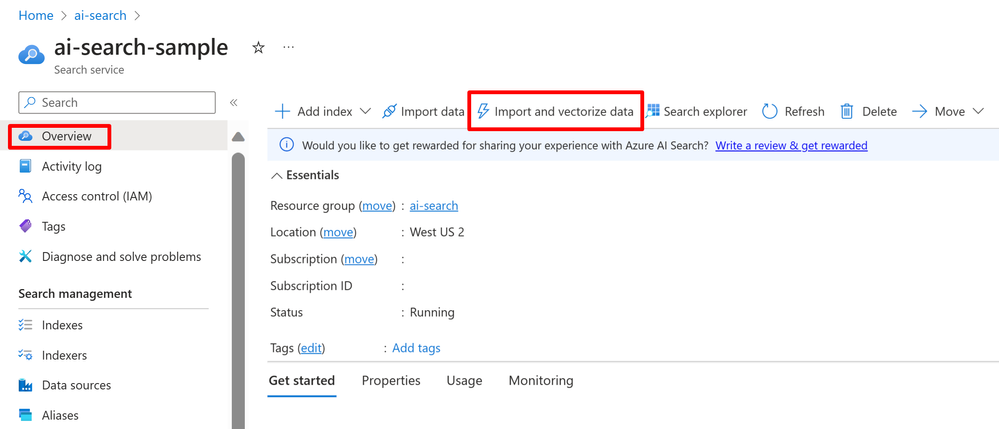 Home > ai-search >
ai-search-sample
Search service
Search
Overview
Activity log
Access control (IAM)
Tags
Diagnose and solve problems
Search management
Indexes
Indexers
Data sources
Aliases
Add index Import data Import and vectorize data Search explorer Refresh Delete Move
Would you like to get rewarded for sharing your experience with Azure AI Search? Write a review & get rewarded
Essentials
Resource group (move) : ai-search
Location (move) : West US 2
Subscription (move) :
Subscription ID :
Status : Running
Tags (edit) : Add tags
Get started Properties Usage Monitoring